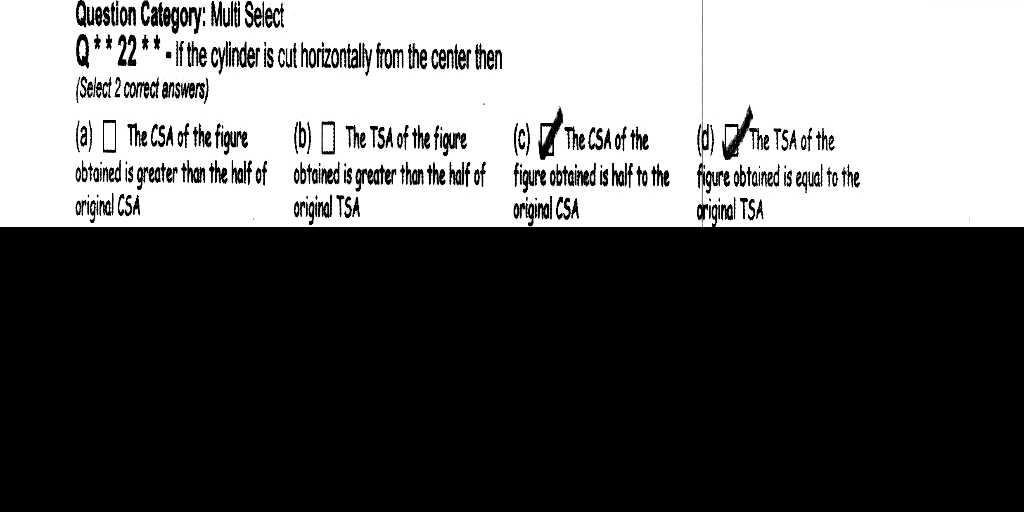 Question Category: Multi Select
Q * * 22 * * - If the cylinder is cut horizontally from the center then
(Select 2 correct answers)
(a) The CSA of the figure obtained is greater than the half of original CSA
(b) The TSA of the figure obtained is greater than the half of original TSA
(c) The CSA of the figure obtained is half to the original CSA
(d) The TSA of the figure obtained is equal to the original TSA